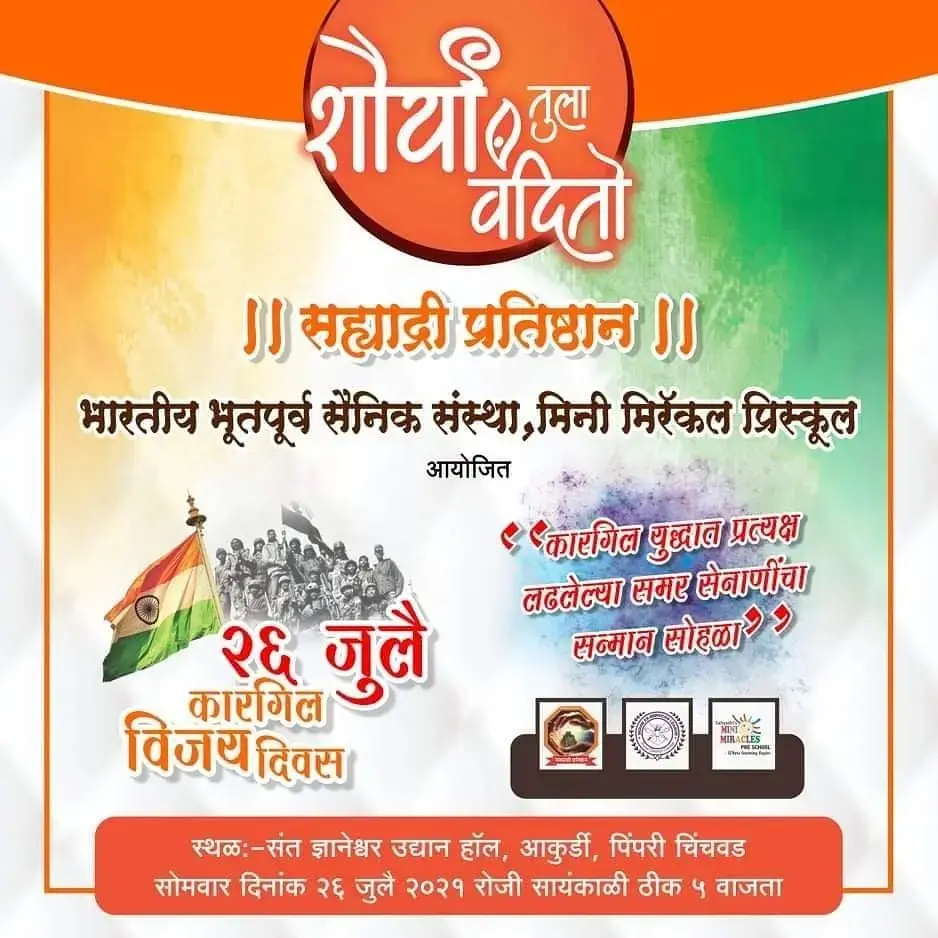 शौर्या तुला
वंदितो
|| सह्याद्री प्रतिष्ठान ||
भारतीय भूतपूर्व सैनिक संस्था,मिनी मिरॅकल प्रिस्कूल
आयोजित
“कारगिल युद्धात प्रत्यक्ष
लढलेल्या समर सेनाणींचा
सन्मान सोहळा”
२६ जुलै
कारगिल
विजय दिवस
MINI
MIRACLES
PRE SCHOOL
स्थळ:-संत ज्ञानेश्वर उद्यान हॉल, आकुर्डी, पिंपरी चिंचवड
सोमवार दिनांक २६ जुलै २०२१ रोजी सायंकाळी ठीक ५ वाजता